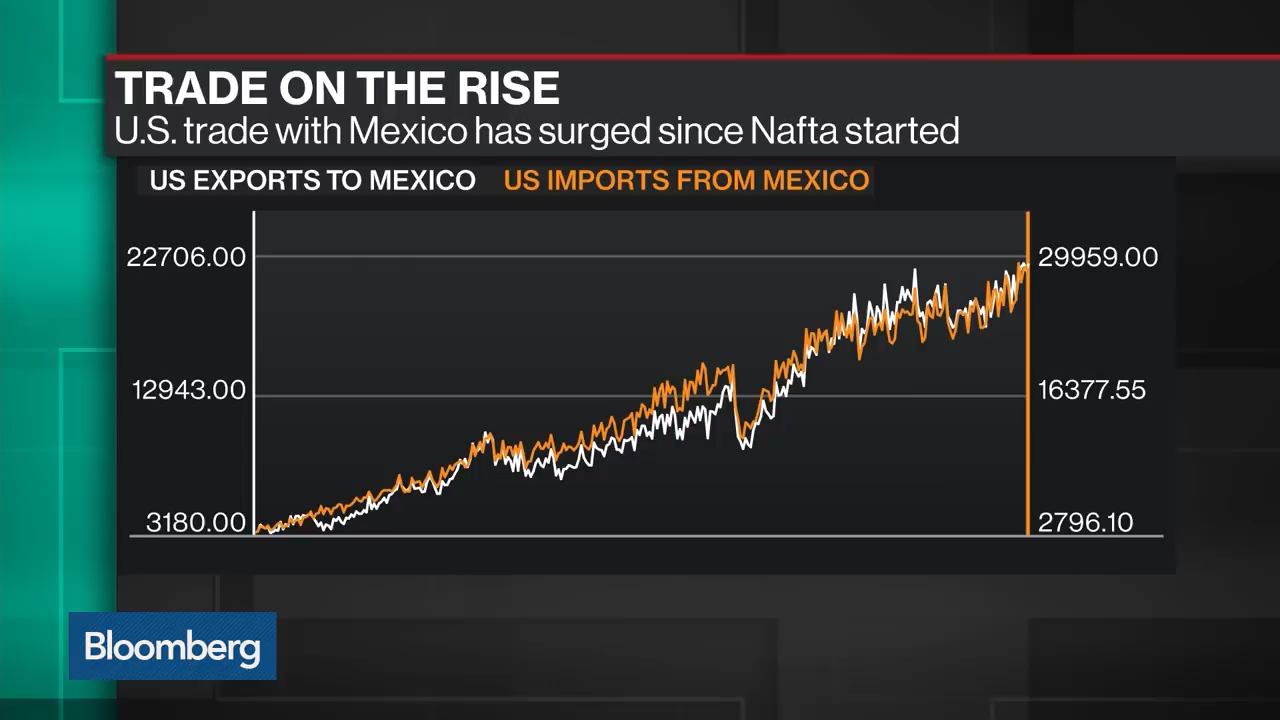 TRADE ON THE RISE
U.S. trade with Mexico has surged since Nafta started
US EXPORTS TO MEXICO US IMPORTS FROM MEXICO
22706.00 29959.00
12943.00 16377.55
3180.00 2796.10
Bloomberg